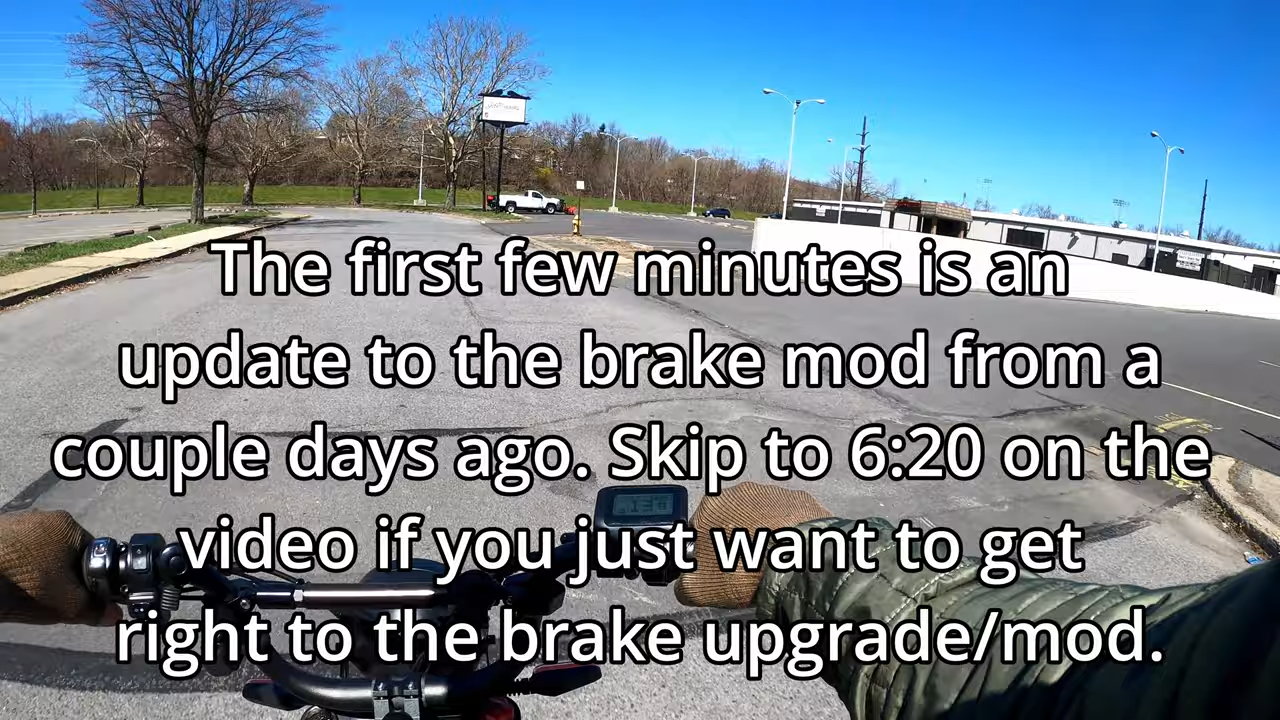 The first few minutes is an
update to the brake mod from a
couple days ago. Skip to 6:20 on the
video if you just want to get
right to the brake upgrade/mod.